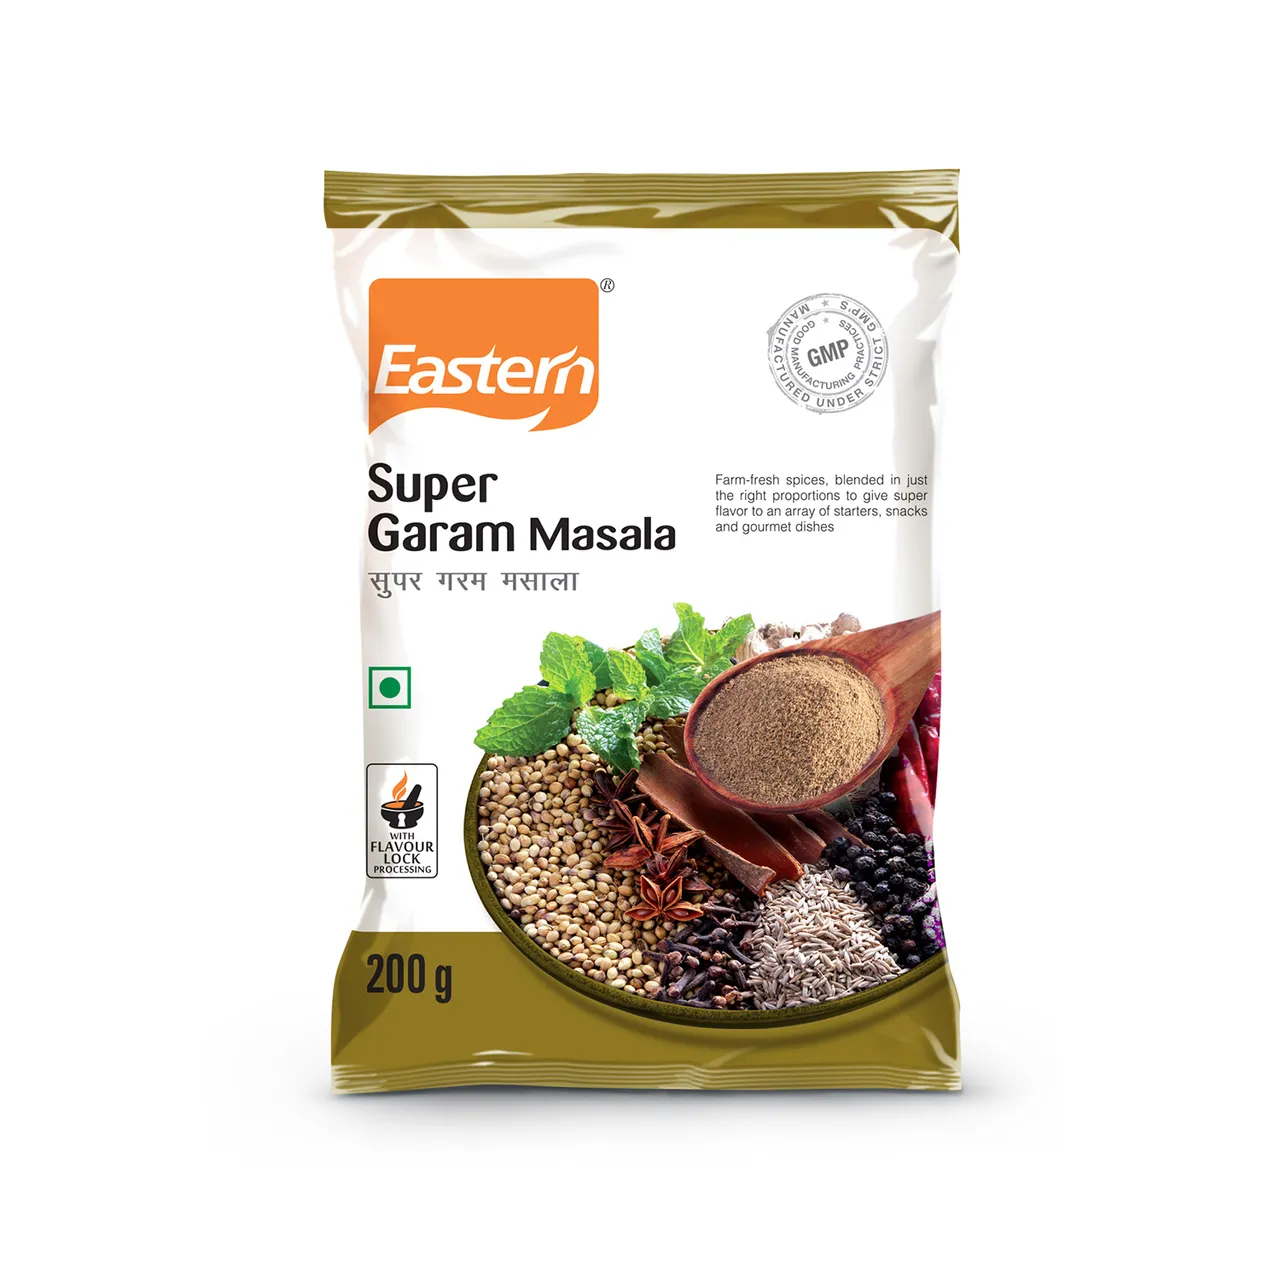 Eastern®
MANUFACTURED UNDER STRICT GMP'S
GOOD MANUFACTURING PRACTICES
GMP
Super
Garam Masala
सुपर गरम मसाला
Farm-fresh spices, blended in just
the right proportions to give super
flavor to an array of starters, snacks
and gourmet dishes
WITH
FLAVOUR
LOCK
PROCESSING
200 g